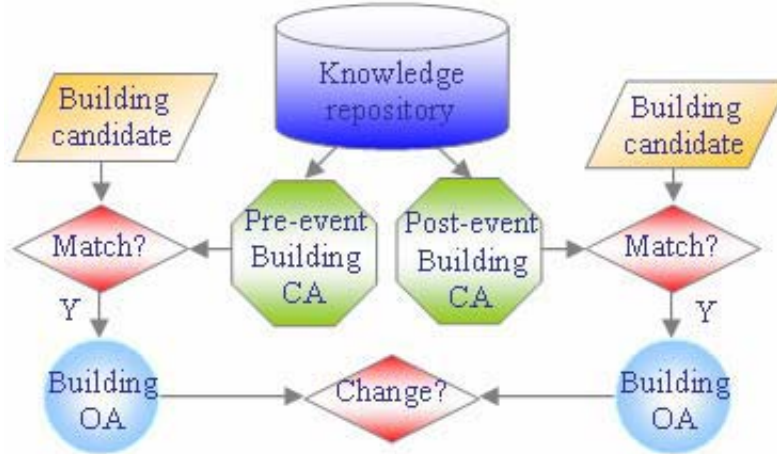 Knowledge
repository
Building
candidate
Building
candidate
Match?
Pre-event
Building
CA
Post-event
Building
CA
Match?
Y
Y
Building
OA
Change?
Building
OA